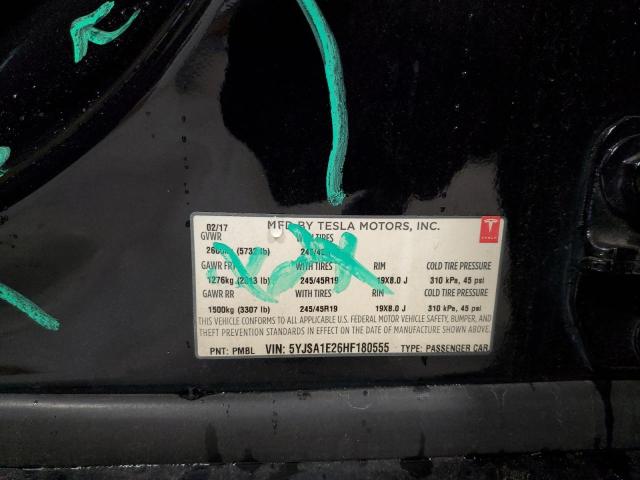 02/17 MFD BY TESLA MOTORS, INC.
GVWR TIRES
TESLA
GAWR FRT WITH TIRES RIM COLD TIRE PRESSURE
1276kg lb) 245/45R19 19X8.0 J 310 kPa, 45 psi
GAWR RR WITH TIRES RIM COLD TIRE PRESSURE
1500kg (3307 lb) 245/45R19 19X8.0 J 310 kPa, 45 psi
THIS VEHICLE CONFORMS TO ALL APPLICABLE U.S. FEDERAL MOTOR VEHICLE SAFETY, BUMPER, AND
THEFT PREVENTION STANDARDS IN EFFECT ON THE DATE OF MANUFACTURE SHOWN ABOVE.
PNT: PMBL VIN: 5YJSA1E26HF180555 TYPE: PASSENGER CAR